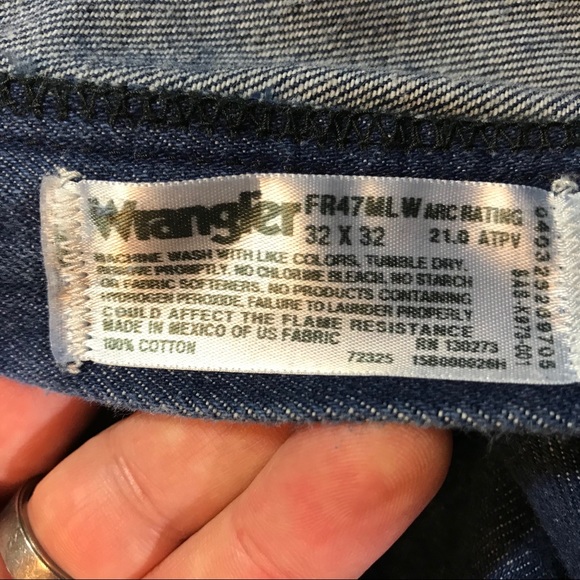 Wrangler FR47MLW ARC RATING
32 X 32 21.0 ATPV
MACHINE WASH WITH LIKE COLORS, TUMBLE DRY.
REMOVE PROMPTLY. NO CHLORINE BLEACH, NO STARCH
OR FABRIC SOFTENERS. NO PRODUCTS CONTAINING
HYDROGEN PEROXIDE. FAILURE TO LAUNDER PROPERLY
COULD AFFECT THE FLAME RESISTANCE
MADE IN MEXICO OF US FABRIC RN 130273
100% COTTON 72325 15B000026H